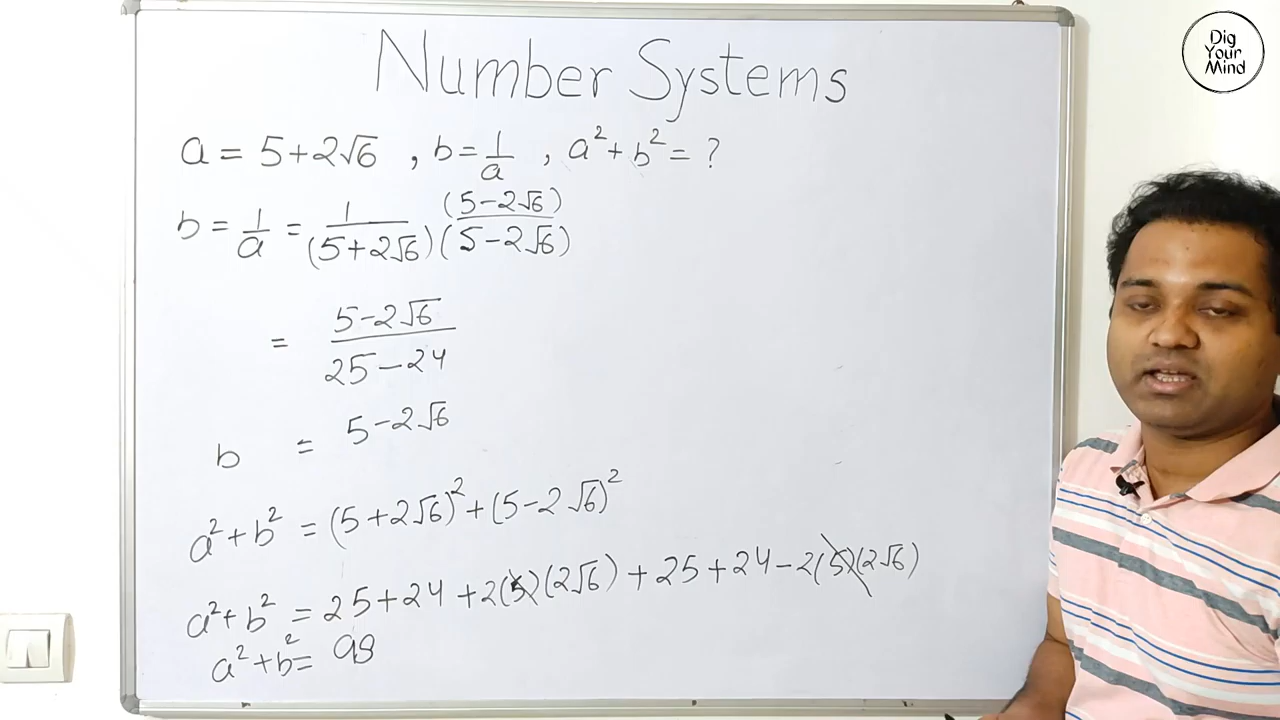 Number Systems
Dig
Your
Mind
a = 5+2√6 , b = 1/a , a² + b² = ?
b = 1/a = 1/(5+2√6) (5-2√6)/(5-2√6)
= 5-2√6/25-24
b = 5-2√6
a² + b² = (5+2√6)² + (5-2√6)²
a² + b² = 25+24 +2(5)(2√6) + 25 + 24 - 2(5)(2√6)
a² + b² = 98